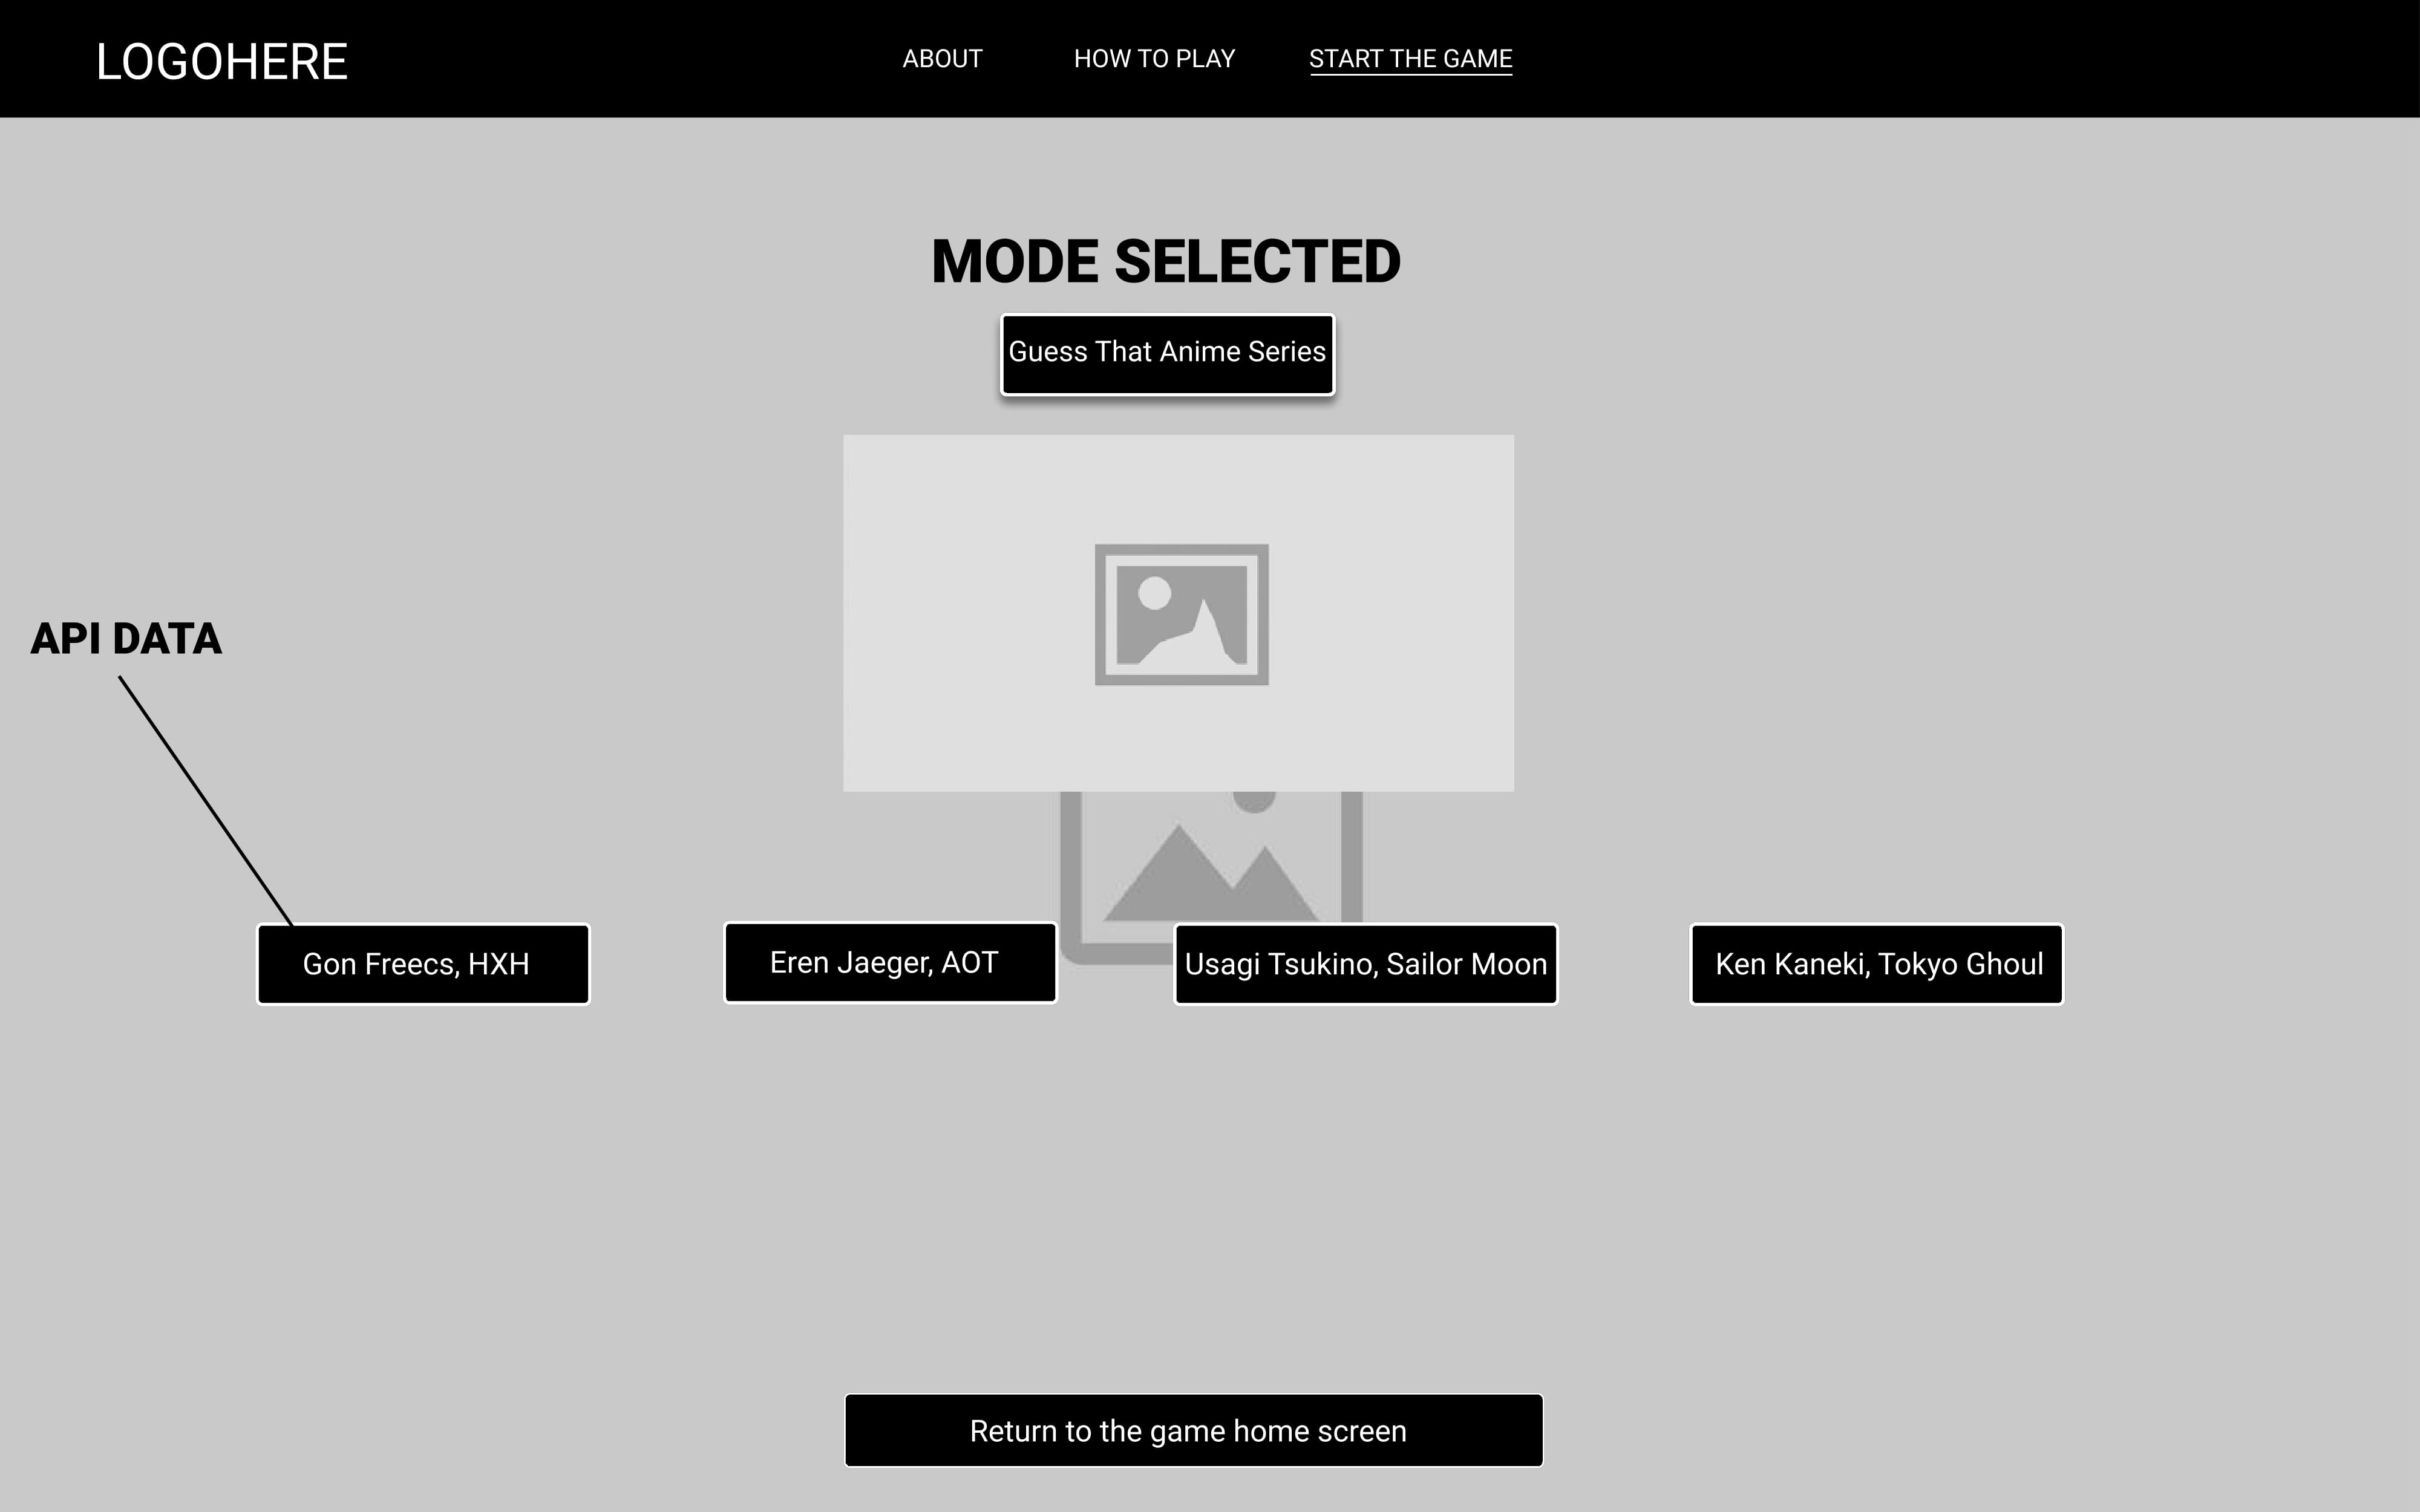 LOGOHERE
ABOUT
HOW TO PLAY
START THE GAME
MODE SELECTED
Guess That Anime Series
API DATA
Gon Freecs, HXH
Eren Jaeger, AOT
Usagi Tsukino, Sailor Moon
Ken Kaneki, Tokyo Ghoul
Return to the game home screen